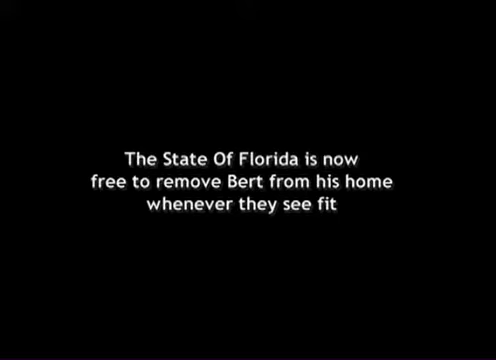 The State Of Florida is now
free to remove Bert from his home
whenever they see fit